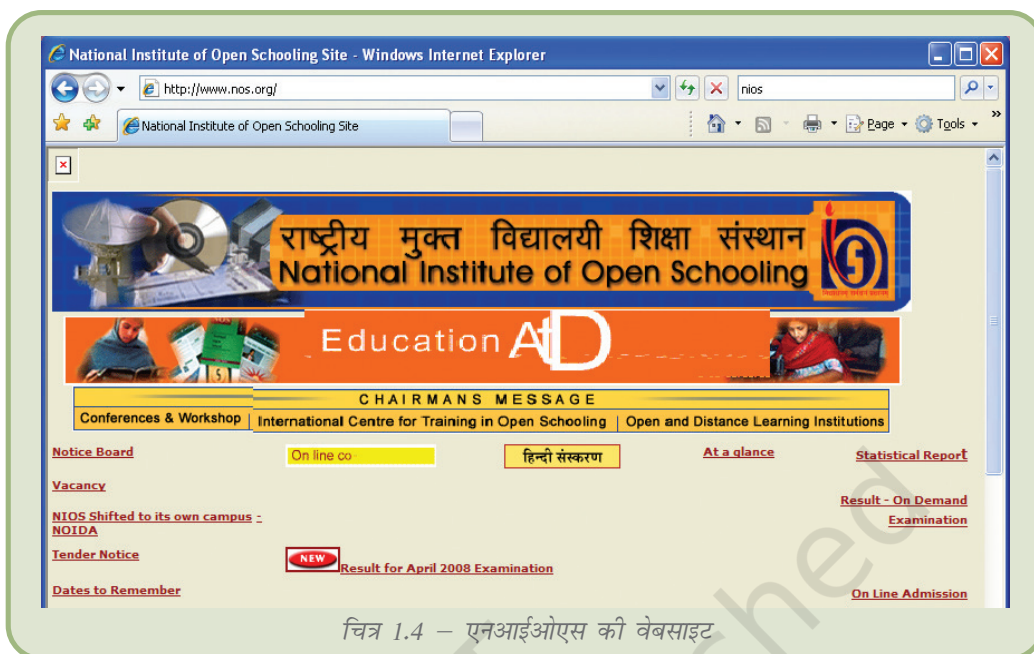 National Institute of Open Schooling Site - Windows Internet Explorer
http://www.nos.org/ nios
National Institute of Open Schooling Site Page Tools
राष्ट्रीय मुक्त विद्यालयी शिक्षा संस्थान
National Institute of Open Schooling
Education At D
CHAIRMANS MESSAGE
Conferences & Workshop | International Centre for Training in Open Schooling | Open and Distance Learning Institutions
Notice Board On line co हिन्दी संस्करण At a glance Statistical Report
Vacancy
Result - On Demand Examination
NIOS Shifted to its own campus - NOIDA
Tender Notice NEW Result for April 2008 Examination
Dates to Remember On Line Admission
चित्र 1.4 – एनआईओएस की वेबसाइट